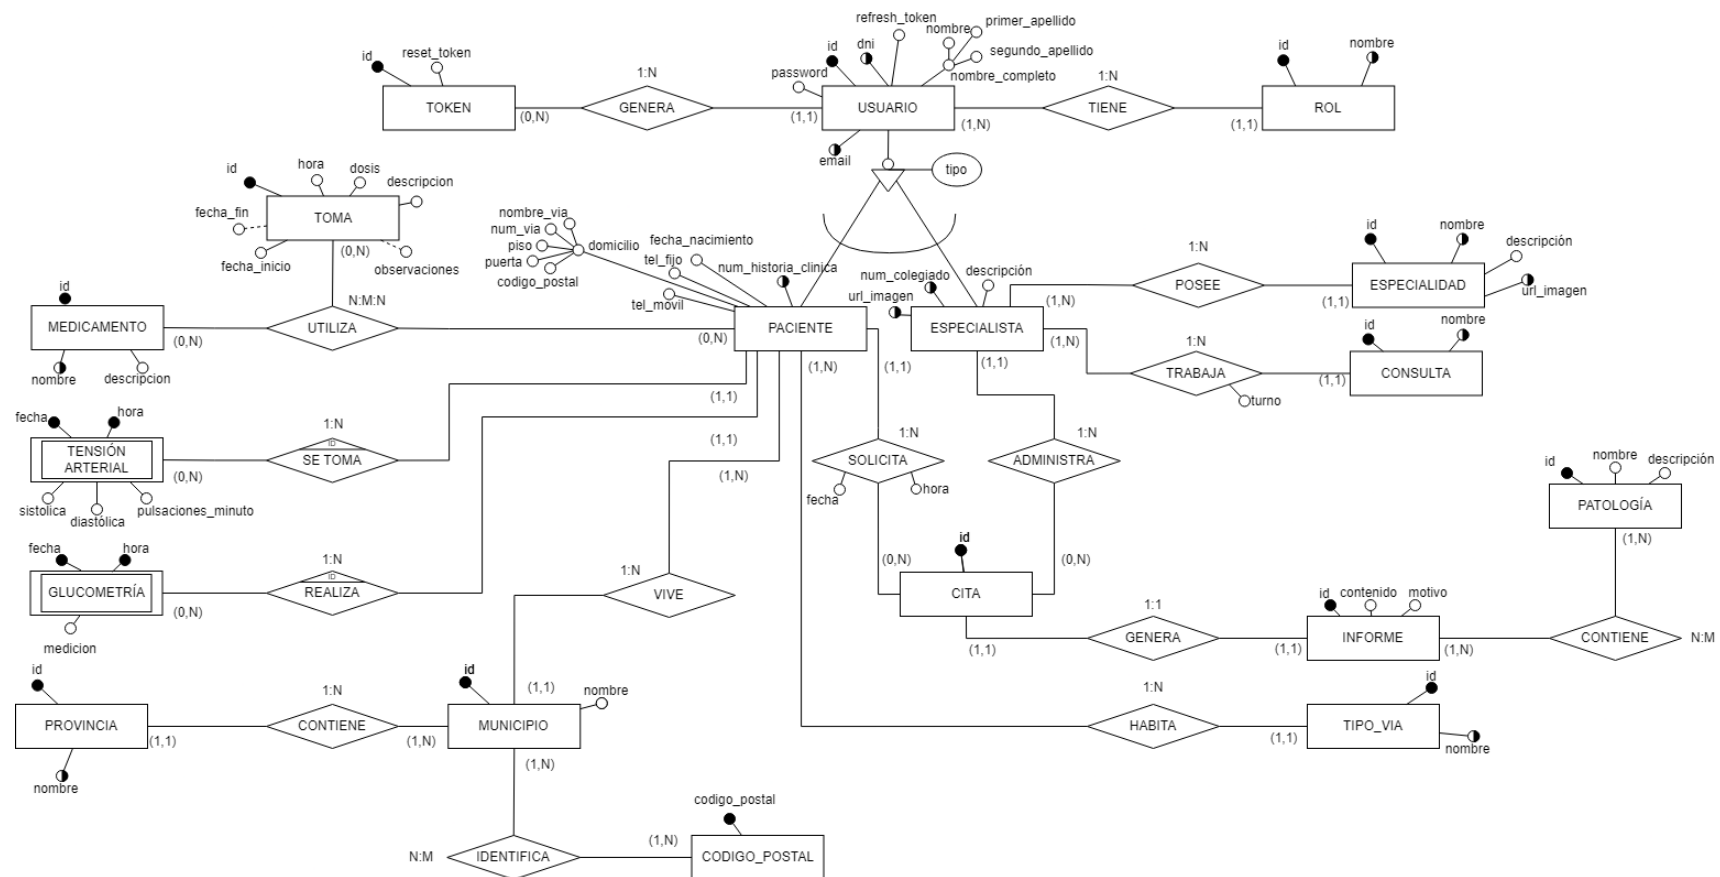 refresh_token
primer_apellido
nombre
id
dni
segundo_apellido
nombre_completo
password
id
reset_token
1:N
1:N
id
nombre
TOKEN
GENERA
USUARIO
TIENE
ROL
(0,N)
(1,1)
(1,N)
(1,1)
email
tipo
id
hora
dosis
descripcion
fecha_fin
TOMA
fecha_inicio
(0,N)
observaciones
nombre_via
num_via
piso
puerta
codigo_postal
domicilio
fecha_nacimiento
tel_fijo
num_historia_clinica
tel_movil
num_colegiado
descripción
url_imagen
1:N
id
nombre
descripción
url_imagen
POSEE
ESPECIALIDAD
(1,N)
(1,1)
id
N:M:N
MEDICAMENTO
UTILIZA
PACIENTE
ESPECIALISTA
(0,N)
(0,N)
(1,N)
(1,1)
(1,1)
(1,N)
nombre
descripcion
id
nombre
1:N
TRABAJA
CONSULTA
(1,1)
turno
fecha
hora
1:N
(1,1)
TENSIÓN
ARTERIAL
ID
SE TOMA
(0,N)
sistolica
diastólica
pulsaciones_minuto
(1,1)
(1,N)
1:N
1:N
SOLICITA
ADMINISTRA
fecha
hora
id
nombre
descripción
PATOLOGÍA
(1,N)
fecha
hora
1:N
GLUCOMETRÍA
ID
REALIZA
(0,N)
medicion
1:N
VIVE
id
(0,N)
(0,N)
CITA
(1,1)
1:1
GENERA
id
contenido
motivo
INFORME
(1,1)
(1,N)
CONTIENE
N:M
id
1:N
PROVINCIA
CONTIENE
MUNICIPIO
(1,1)
(1,N)
nombre
id
nombre
(1,1)
(1,N)
1:N
HABITA
(1,1)
TIPO_VIA
id
nombre
codigo_postal
N:M
IDENTIFICA
(1,N)
CODIGO_POSTAL